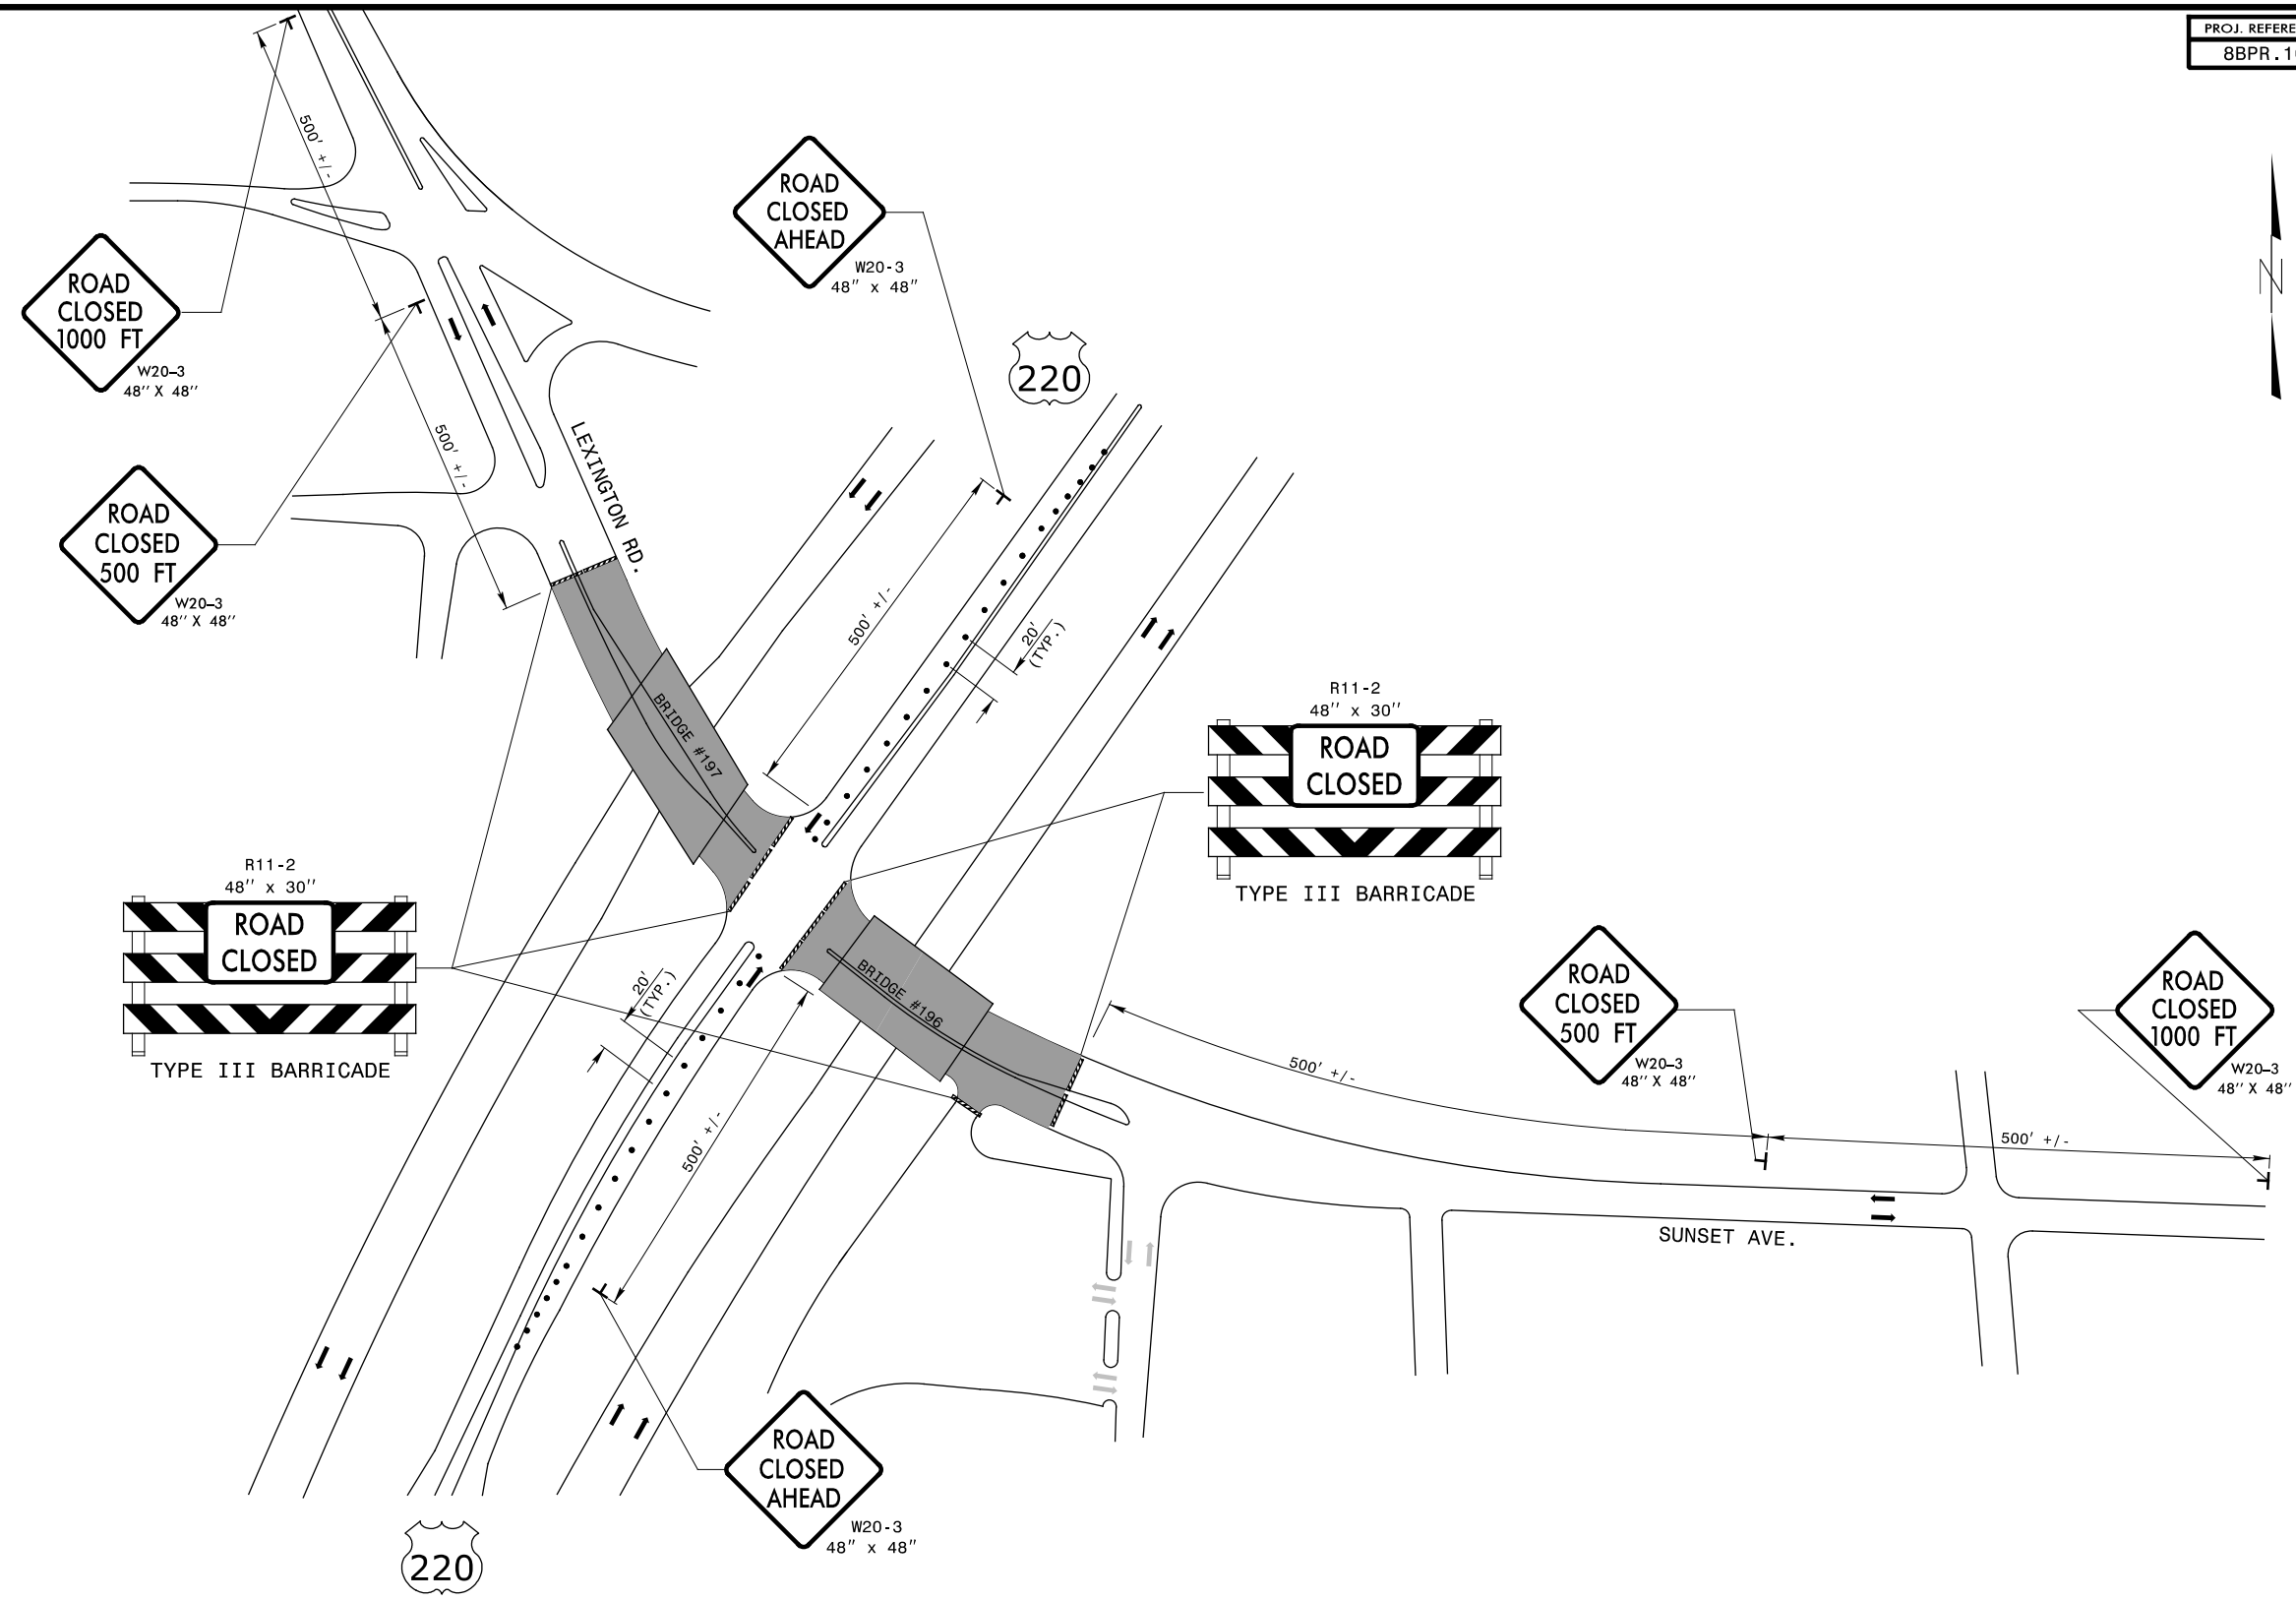 PROJ. REFERE
8BPR.1
500' +/-
ROAD
CLOSED
AHEAD
W20-3
48" x 48"
ROAD
CLOSED
1000 FT
W20-3
48" X 48"
220
500' +/-
LEXINGTON RD.
ROAD
CLOSED
500 FT
W20-3
48" X 48"
500' +/-
20'
(TYP.)
BRIDGE #197
R11-2
48" x 30"
ROAD
CLOSED
TYPE III BARRICADE
R11-2
48" x 30"
ROAD
CLOSED
TYPE III BARRICADE
20'
(TYP.)
BRIDGE #196
500' +/-
500' +/-
ROAD
CLOSED
500 FT
W20-3
48" X 48"
ROAD
CLOSED
1000 FT
W20-3
48" X 48"
500' +/-
SUNSET AVE.
ROAD
CLOSED
AHEAD
W20-3
48" x 48"
220
N